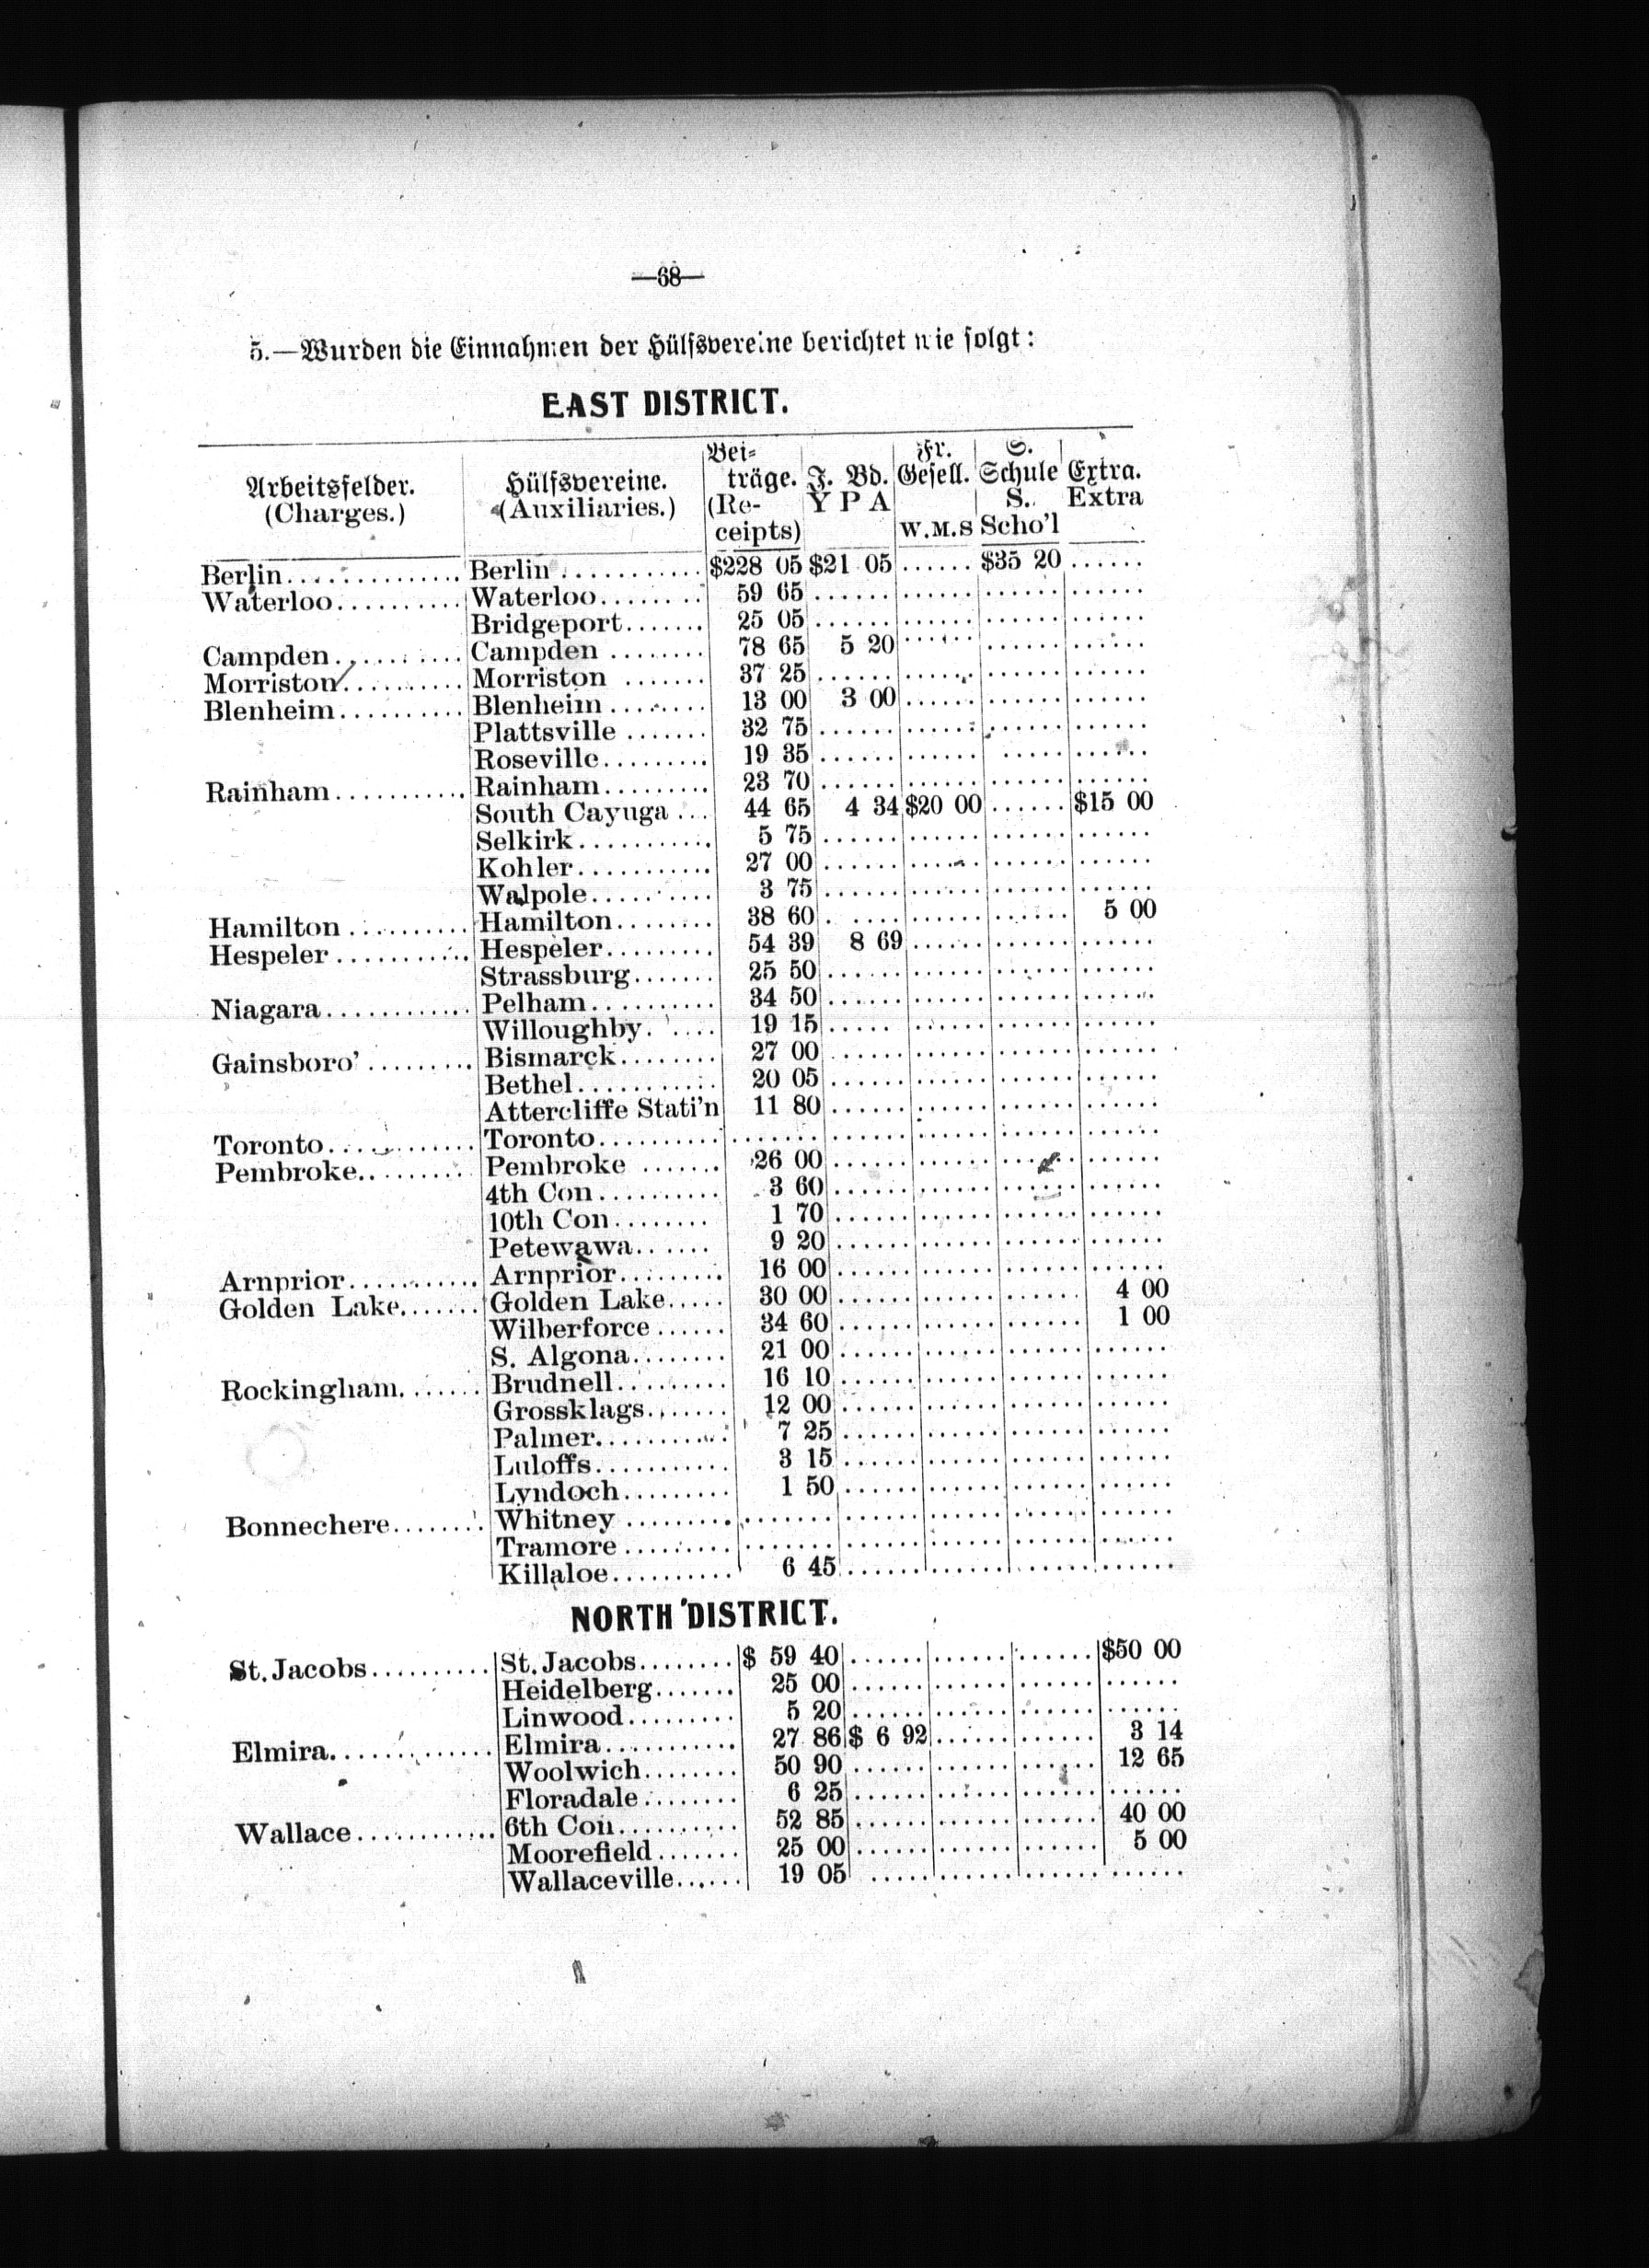 —68—
5.—Wurden die Einnahmen der Hülfsvereine berichtet wie folgt:
EAST DISTRICT.
Arbeitsfelder. (Charges.) Hülfsvereine. (Auxiliaries.) Bei-träge. (Re-ceipts) J. Bd. Y P A Fr. Gesell. W.M.S S. Schule S. Scho'l Extra. Extra
Berlin.............. Berlin ........... $228 05 $21 05 ...... $35 20 ......
Waterloo.......... Waterloo........ 59 65 ...... ...... ...... ......
Bridgeport....... 25 05 ...... ...... ...... ......
Campden........... Campden ........ 78 65 5 20 ...... ...... ......
Morriston.......... Morriston ....... 37 25 ...... ...... ...... ......
Blenheim.......... Blenheim ........ 13 00 3 00 ...... ...... ......
Plattsville ....... 32 75 ...... ...... ...... ......
Roseville......... 19 35 ...... ...... ...... ......
Rainham........... Rainham......... 23 70 ...... ...... ...... ......
South Cayuga ... 44 65 4 34 $20 00 ...... $15 00
Selkirk........... 5 75 ...... ...... ...... ......
Kohler........... 27 00 ...... ...... ...... ......
Walpole.......... 3 75 ...... ...... ...... ......
Hamilton .......... Hamilton........ 38 60 ...... ...... ...... 5 00
Hespeler ........... Hespeler......... 54 39 8 69 ...... ...... ......
Strassburg....... 25 50 ...... ...... ...... ......
Niagara............ Pelham.......... 34 50 ...... ...... ...... ......
Willoughby...... 19 15 ...... ...... ...... ......
Gainsboro' ......... Bismarck........ 27 00 ...... ...... ...... ......
Bethel........... 20 05 ...... ...... ...... ......
Attercliffe Stati'n 11 80 ...... ...... ...... ......
Toronto............ Toronto.......... ....... ...... ...... ...... ......
Pembroke.......... Pembroke ....... 26 00 ...... ...... ...... ......
4th Con.......... 3 60 ...... ...... ...... ......
10th Con........ 1 70 ...... ...... ...... ......
Petewawa...... 9 20 ...... ...... ...... ......
Arnprior........... Arnprior......... 16 00 ...... ...... ...... ......
Golden Lake....... Golden Lake..... 30 00 ...... ...... ...... 4 00
Wilberforce ...... 34 60 ...... ...... ...... 1 00
S. Algona........ 21 00 ...... ...... ...... ......
Rockingham....... Brudnell......... 16 10 ...... ...... ...... ......
Grossklags....... 12 00 ...... ...... ...... ......
Palmer.......... 7 25 ...... ...... ...... ......
Luloffs........... 3 15 ...... ...... ...... ......
Lyndoch......... 1 50 ...... ...... ...... ......
Bonnechere........ Whitney ......... ....... ...... ...... ...... ......
Tramore ......... ....... ...... ...... ...... ......
Killaloe.......... 6 45 ...... ...... ...... ......
NORTH DISTRICT.
St. Jacobs.......... St. Jacobs........ $ 59 40 ...... ...... ...... $50 00
Heidelberg....... 25 00 ...... ...... ...... ......
Linwood......... 5 20 ...... ...... ...... ......
Elmira............. Elmira........... 27 86 $ 6 92 ...... ...... 3 14
Woolwich........ 50 90 ...... ...... ...... 12 65
Floradale ........ 6 25 ...... ...... ...... ......
Wallace............ 6th Con.......... 52 85 ...... ...... ...... 40 00
Moorefield ....... 25 00 ...... ...... ...... 5 00
Wallaceville...... 19 05 ...... ...... ...... ......